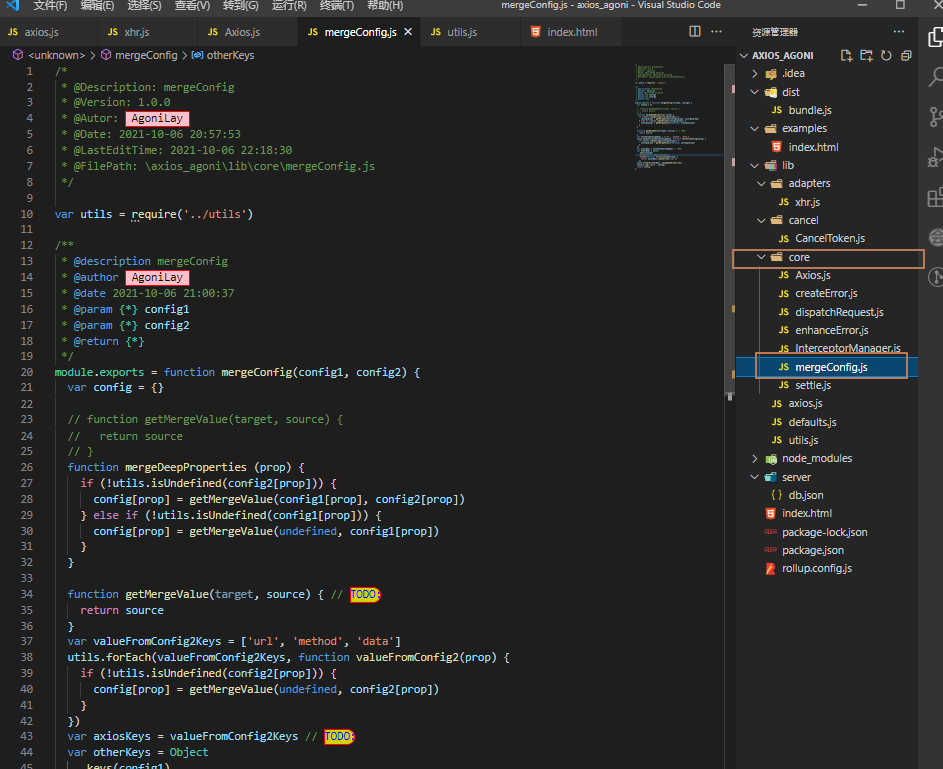 文件(F) 编辑(E) 选择(S) 查看(V) 转到(G) 运行(R) 终端(T) 帮助(H) mergeConfig.js - axios_agoni - Visual Studio Code
JS axios.js JS xhr.js JS Axios.js JS mergeConfig.js × JS utils.js index.html
<unknown> > mergeConfig > otherKeys
1 /*
2 * @Description: mergeConfig
3 * @Version: 1.0.0
4 * @Autor: AgoniLay
5 * @Date: 2021-10-06 20:57:53
6 * @LastEditTime: 2021-10-06 22:18:30
7 * @FilePath: \axios_agoni\lib\core\mergeConfig.js
8 */
9
10 var utils = require('../utils')
11
12 /**
13 * @description mergeConfig
14 * @author AgoniLay
15 * @date 2021-10-06 21:00:37
16 * @param {*} config1
17 * @param {*} config2
18 * @return {*}
19 */
20 module.exports = function mergeConfig(config1, config2) {
21 var config = {}
22
23 // function getMergeValue(target, source) {
24 // return source
25 // }
26 function mergeDeepProperties (prop) {
27 if (!utils.isUndefined(config2[prop])) {
28 config[prop] = getMergeValue(config1[prop], config2[prop])
29 } else if (!utils.isUndefined(config1[prop])) {
30 config[prop] = getMergeValue(undefined, config1[prop])
31 }
32 }
33
34 function getMergeValue(target, source) { // TODO:
35 return source
36 }
37 var valueFromConfig2Keys = ['url', 'method', 'data']
38 utils.forEach(valueFromConfig2Keys, function valueFromConfig2(prop) {
39 if (!utils.isUndefined(config2[prop])) {
40 config[prop] = getMergeValue(undefined, config2[prop])
41 }
42 })
43 var axiosKeys = valueFromConfig2Keys // TODO:
44 var otherKeys = Object
45 .keys(config1)
资源管理器
AXIOS_AGONI
.idea
dist
JS bundle.js
examples
index.html
lib
adapters
JS xhr.js
cancel
JS CancelToken.js
core
JS Axios.js
JS createError.js
JS dispatchRequest.js
JS enhanceError.js
JS InterceptorManager.js
JS mergeConfig.js
JS settle.js
JS axios.js
JS defaults.js
JS utils.js
node_modules
server
{} db.json
index.html
package-lock.json
package.json
rollup.config.js